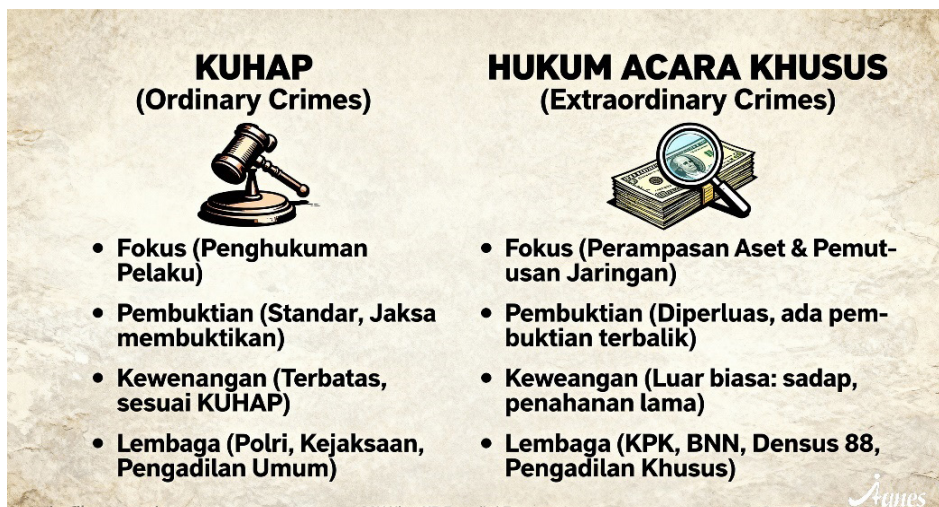 KUHAP
(Ordinary Crimes)
• Fokus (Penghukuman
Pelaku)
• Pembuktian (Standar, Jaksa
membuktikan)
• Kewenangan (Terbatas,
sesuai KUHAP)
• Lembaga (Polri, Kejaksaan,
Pengadilan Umum)
HUKUM ACARA KHUSUS
(Extraordinary Crimes)
• Fokus (Perampasan Aset & Pemut-
usan Jaringan)
• Pembuktian (Diperluas, ada pem-
buktian terbalik)
• Keweangan (Luar biasa: sadap,
penahanan lama)
• Lembaga (KPK, BNN, Densus 88,
Pengadilan Khusus)
Agnes